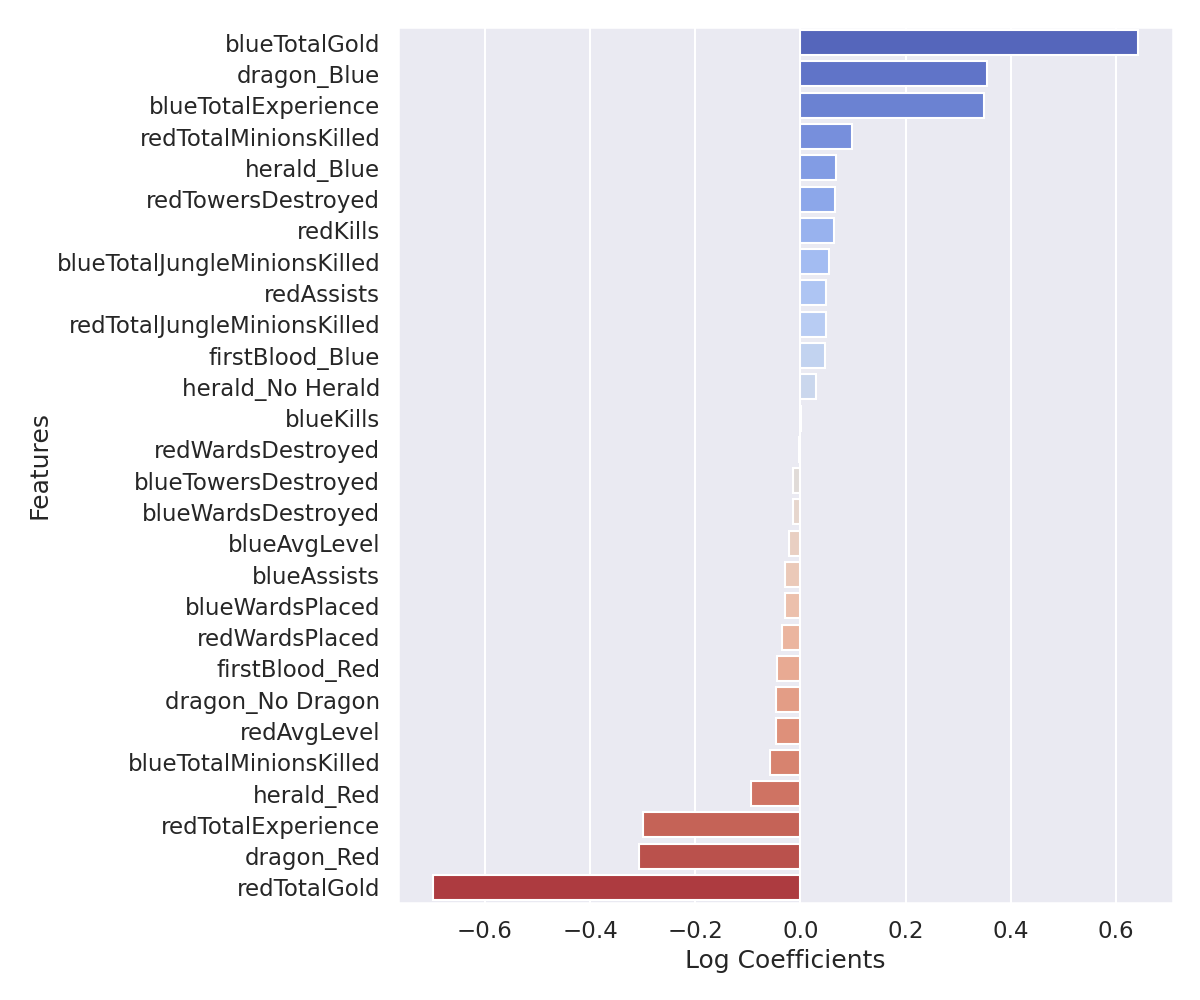 blueTotalGold
dragon_Blue
blueTotalExperience
redTotalMinionsKilled
herald_Blue
redTowersDestroyed
redKills
blueTotalJungleMinionsKilled
redAssists
redTotalJungleMinionsKilled
firstBlood_Blue
herald_No Herald
blueKills
redWardsDestroyed
blueTowersDestroyed
blueWardsDestroyed
blueAvgLevel
blueAssists
blueWardsPlaced
redWardsPlaced
firstBlood_Red
dragon_No Dragon
redAvgLevel
blueTotalMinionsKilled
herald_Red
redTotalExperience
dragon_Red
redTotalGold
Features
−0.6 −0.4 −0.2 0.0 0.2 0.4 0.6
Log Coefficients